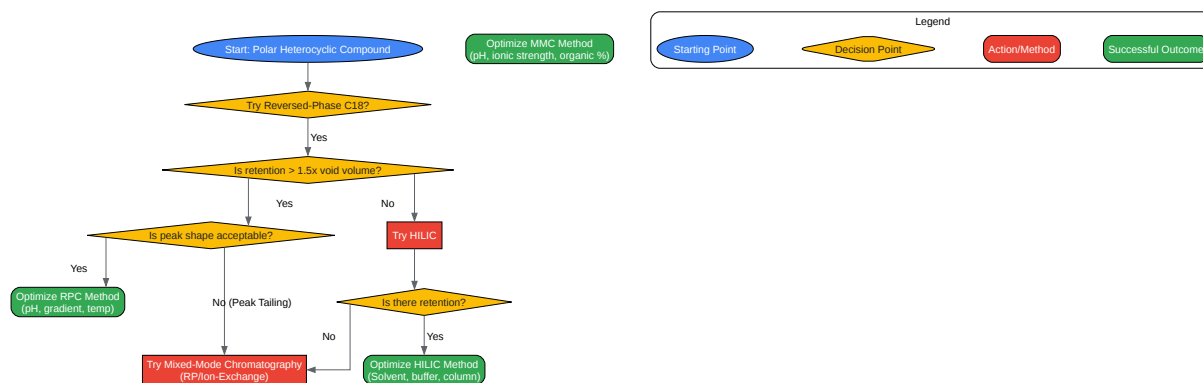 Start: Polar Heterocyclic Compound
Optimize MMC Method
(pH, ionic strength, organic %)
Legend
Starting Point
Decision Point
Action/Method
Successful Outcome
Try Reversed-Phase C18?
Yes
Is retention > 1.5x void volume?
Yes
No
Is peak shape acceptable?
Try HILIC
Yes
Optimize RPC Method
(pH, gradient, temp)
No (Peak Tailing)
Is there retention?
No
Yes
Try Mixed-Mode Chromatography
(RP/Ion-Exchange)
Optimize HILIC Method
(Solvent, buffer, column)